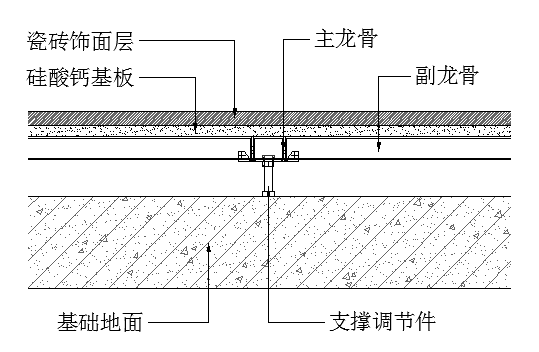 瓷砖饰面层
主龙骨
硅酸钙基板
副龙骨
基础地面
支撑调节件